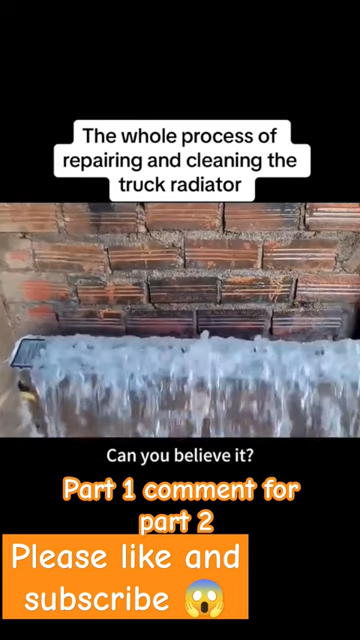 The whole process of
repairing and cleaning the
truck radiator
Can you believe it?
Part 1 comment for
part 2
Please like and
subscribe 😱